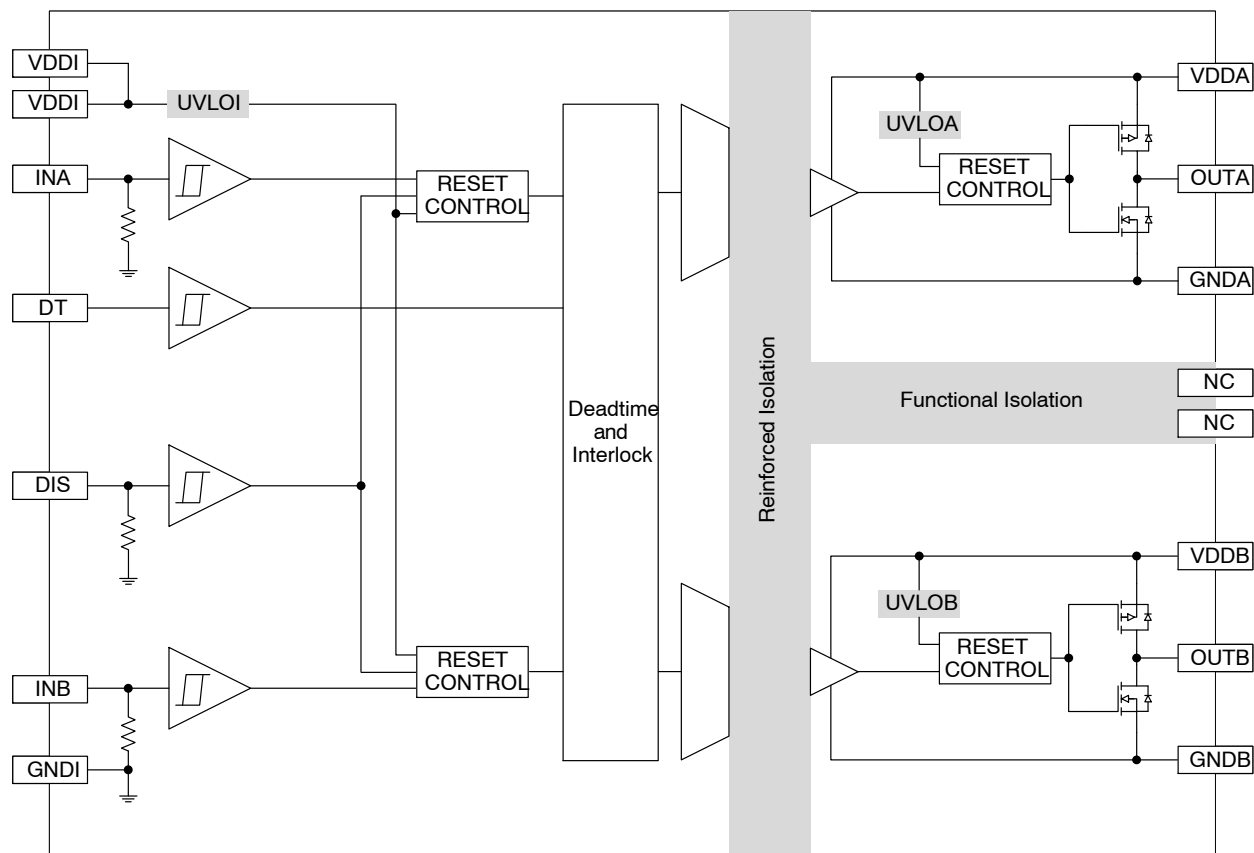 VDDI
VDDI
UVLOI
INA
RESET
CONTROL
DT
DIS
INB
RESET
CONTROL
GNDI
Deadtime
and
Interlock
Reinforced Isolation
VDDA
UVLOA
RESET
CONTROL
OUTA
GNDA
Functional Isolation
NC
NC
VDDB
UVLOB
RESET
CONTROL
OUTB
GNDB